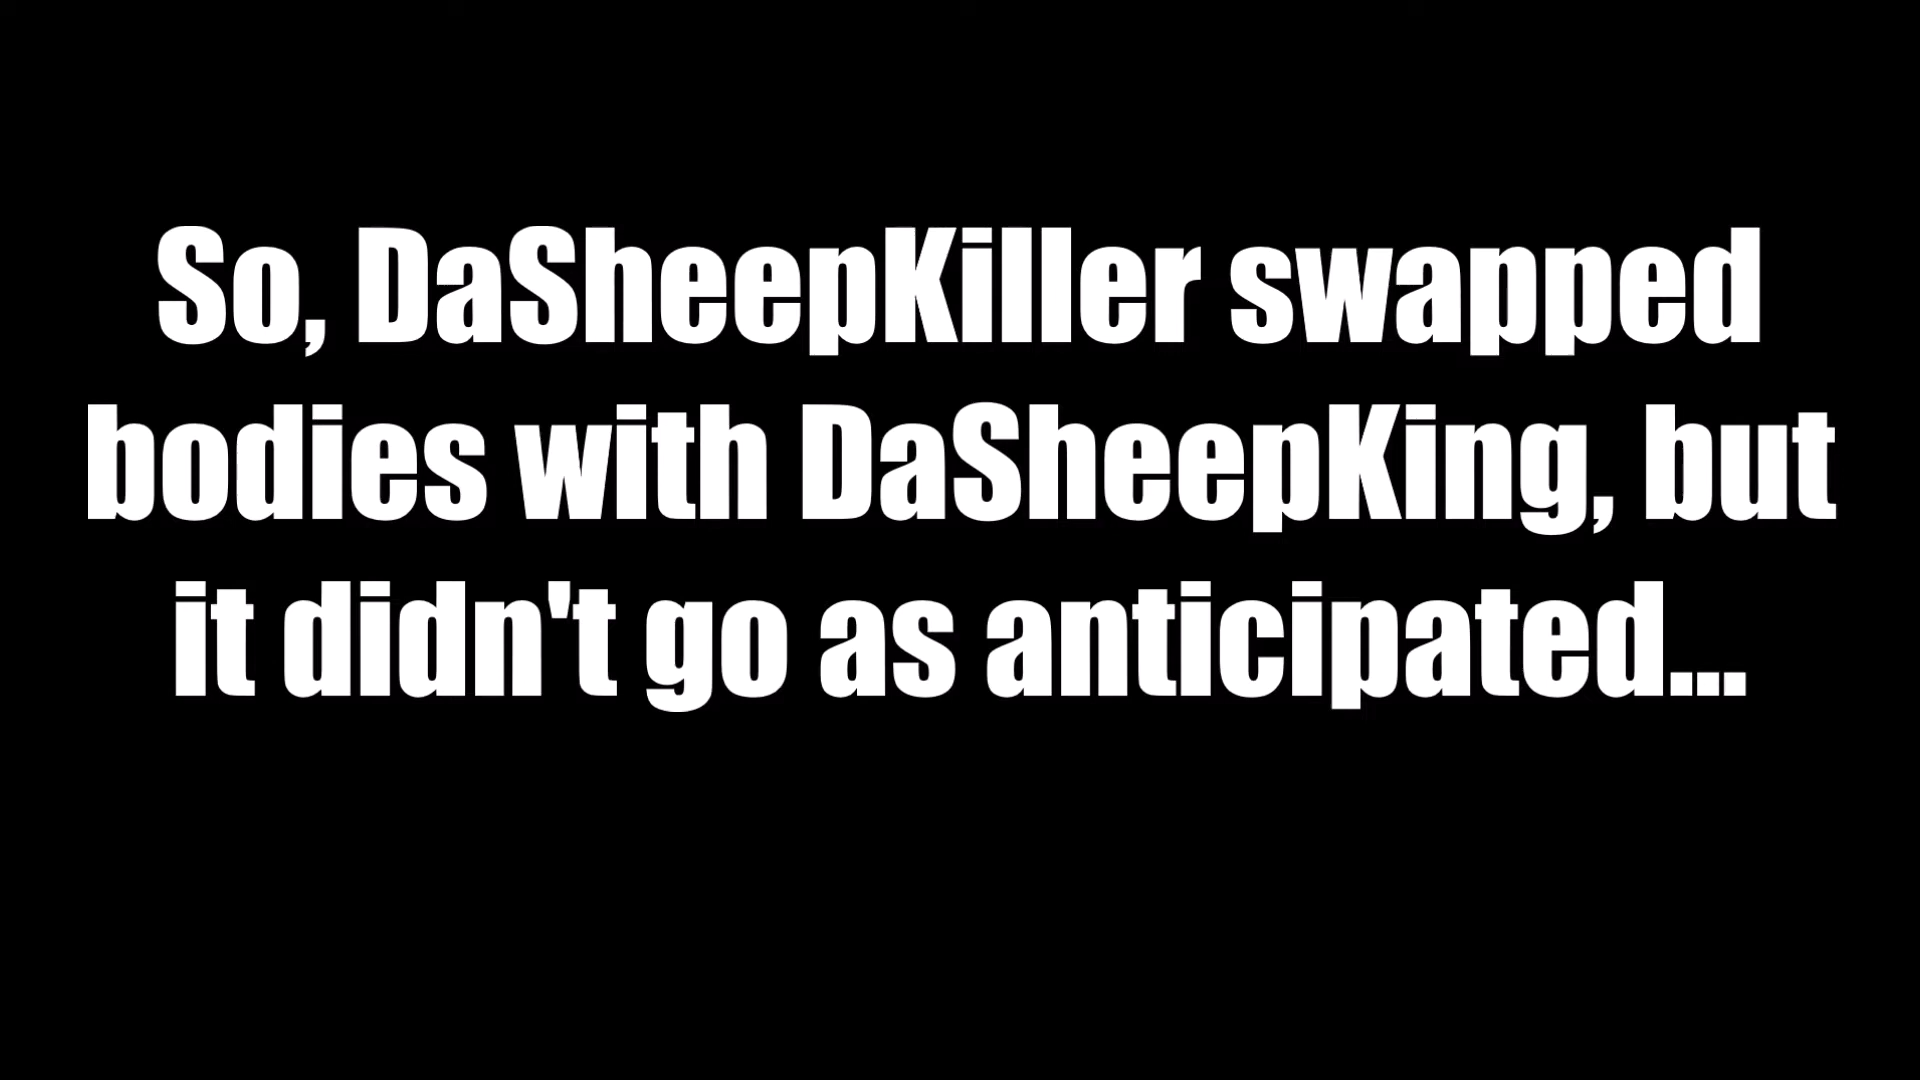 So, DaSheepKiller swapped
bodies with DaSheepKing, but
it didn't go as anticipated...